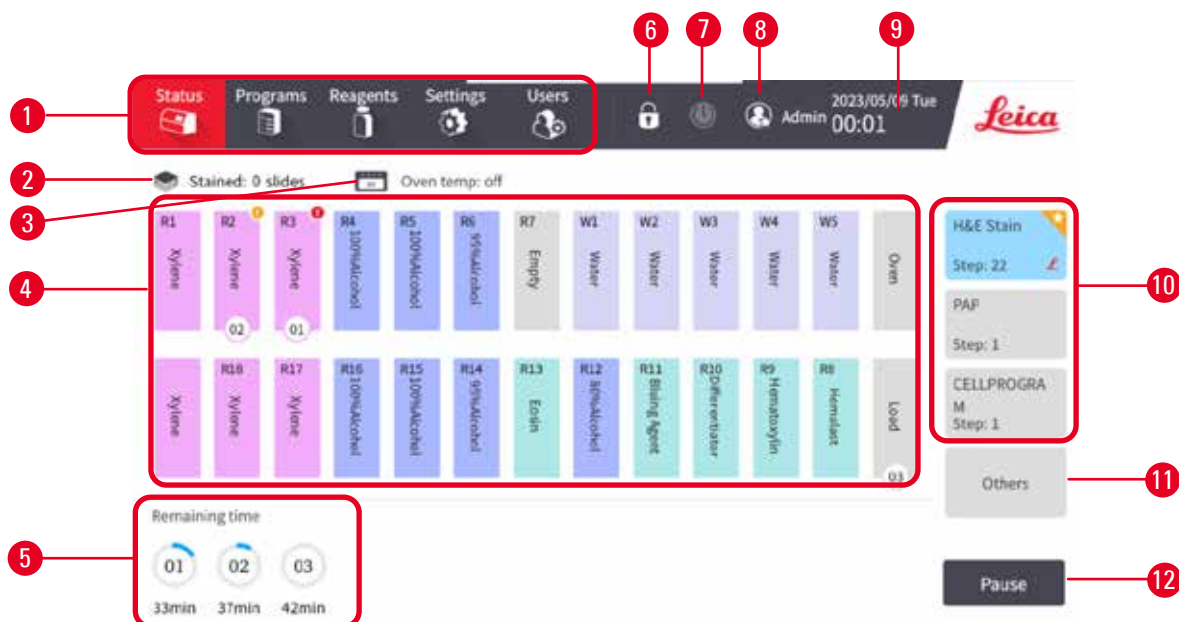 6 7 8 9
1
Status Programs Reagents Settings Users
Admin
2023/05/09 Tue
00:01
Leica
2
Stained: 0 slides
Oven temp: off
3
4
R1 R2 R3 R4 R5 R6 R7 W1 W2 W3 W4 W5
Xylene Xylene Xylene 100%Alcohol 100%Alcohol 95%Alcohol Empty Water Water Water Water Water Oven
02 01
R18 R17 R16 R15 R14 R13 R12 R11 R10 R9 R8
Xylene Xylene Xylene 100%Alcohol 100%Alcohol 95%Alcohol Eosin 80%Alcohol Bluing Agent Differentiator Hematoxylin Hemalast Load
03
H&E Stain
Step: 22
PAP
Step: 1
CELLPROGRA
M
Step: 1
10
Others
11
5
Remaining time
01 02 03
33min 37min 42min
Pause
12